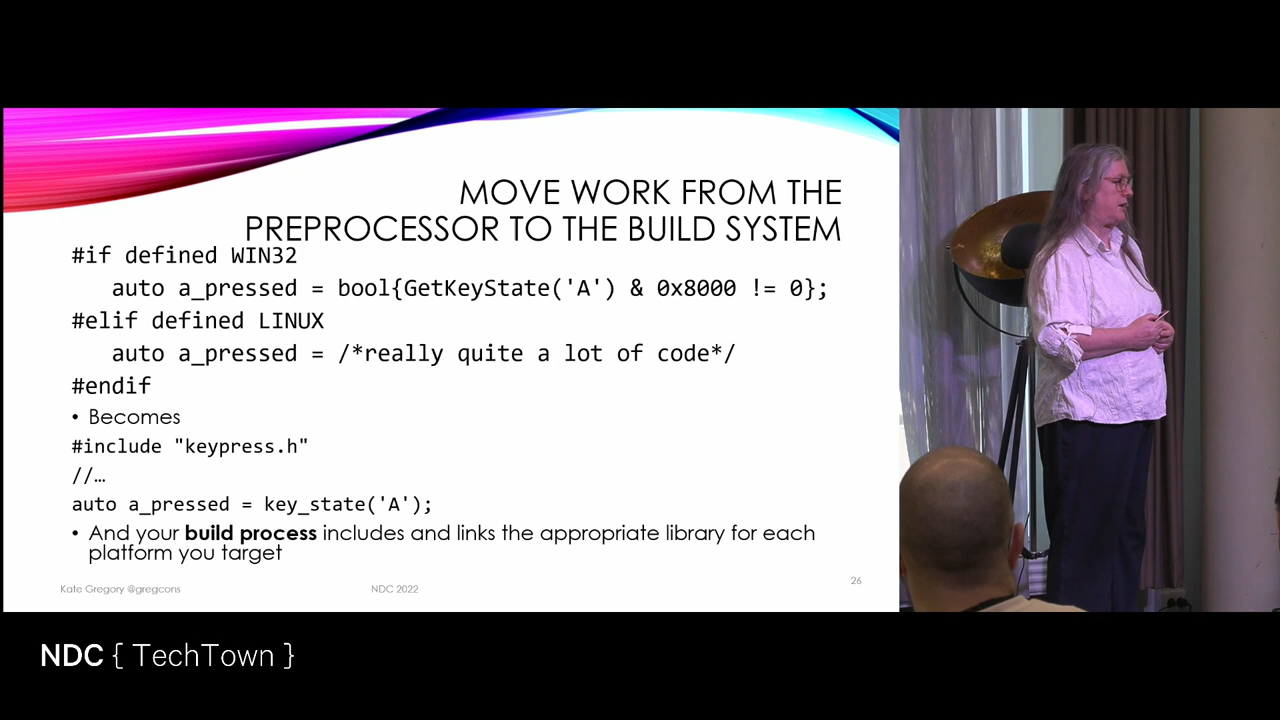 MOVE WORK FROM THE
PREPROCESSOR TO THE BUILD SYSTEM
#if defined WIN32
auto a_pressed = bool{GetKeyState('A') & 0x8000 != 0};
#elif defined LINUX
auto a_pressed = /*really quite a lot of code*/
#endif
• Becomes
#include "keypress.h"
//…
auto a_pressed = key_state('A');
• And your build process includes and links the appropriate library for each
platform you target
Kate Gregory @gregcons
NDC 2022
26
NDC { TechTown }